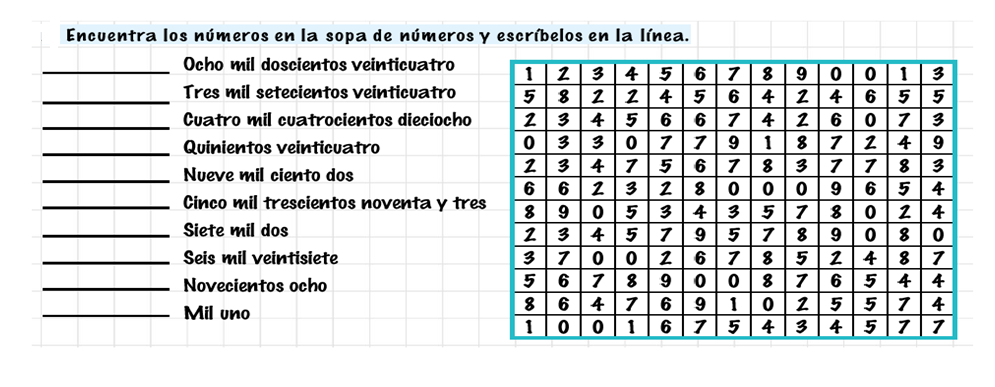 Encuentra los números en la sopa de números y escríbelos en la línea.
Ocho mil doscientos veinticuatro
Tres mil setecientos veinticuatro
Cuatro mil cuatrocientos dieciocho
Quinientos veinticuatro
Nueve mil ciento dos
Cinco mil trescientos noventa y tres
Siete mil dos
Seis mil veintisiete
Novecientos ocho
Mil uno
1 2 3 4 5 6 7 8 9 0 0 1 3
5 8 2 2 4 5 6 4 2 4 6 5 5
2 3 4 5 6 6 7 4 2 6 0 7 3
0 3 3 0 7 7 9 1 8 7 2 4 9
2 3 4 7 5 6 7 8 3 7 7 8 3
6 6 2 3 2 8 0 0 0 9 6 5 4
8 9 0 5 3 4 3 5 7 8 0 2 4
2 3 4 5 7 9 5 7 8 9 0 8 0
3 7 0 0 2 6 7 8 5 2 4 8 7
5 6 7 8 9 0 0 8 7 6 5 4 4
8 6 4 7 6 9 1 0 2 5 5 7 4
1 0 0 1 6 7 5 4 3 4 5 7 7